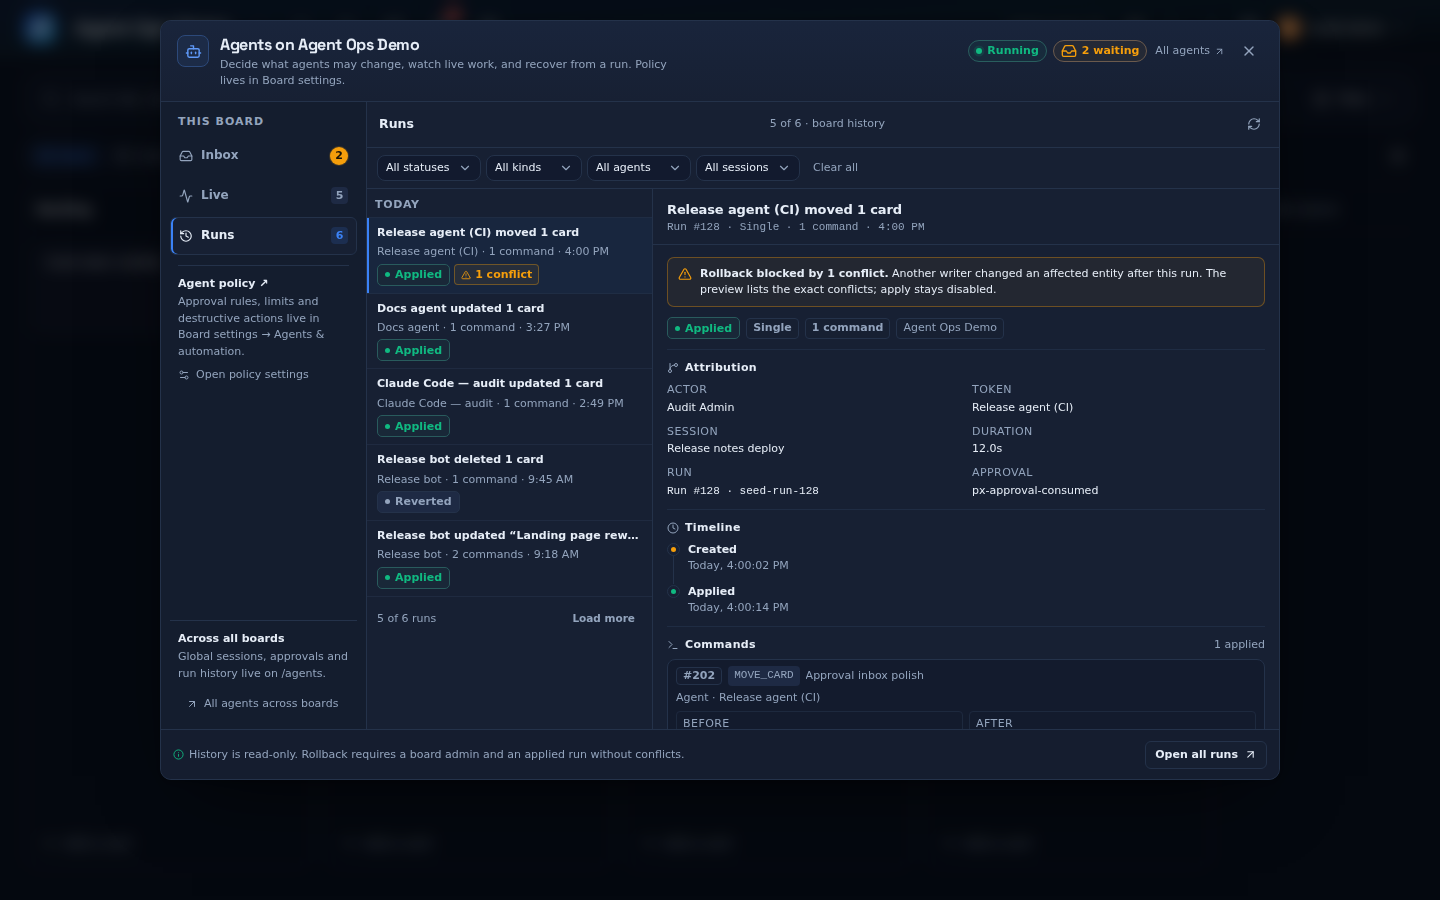 Agents on Agent Ops Demo
Decide what agents may change, watch live work, and recover from a run. Policy
lives in Board settings.
Running
2 waiting
All agents ↗
THIS BOARD
Inbox
2
Live
5
Runs
6
Agent policy ↗
Approval rules, limits and
destructive actions live in
Board settings → Agents &
automation.
Open policy settings
Across all boards
Global sessions, approvals and
run history live on /agents.
All agents across boards
Runs
5 of 6 · board history
All statuses
All kinds
All agents
All sessions
Clear all
TODAY
Release agent (CI) moved 1 card
Release agent (CI) · 1 command · 4:00 PM
Applied
1 conflict
Docs agent updated 1 card
Docs agent · 1 command · 3:27 PM
Applied
Claude Code — audit updated 1 card
Claude Code — audit · 1 command · 2:49 PM
Applied
Release bot deleted 1 card
Release bot · 1 command · 9:45 AM
Reverted
Release bot updated “Landing page rew…
Release bot · 2 commands · 9:18 AM
Applied
5 of 6 runs
Load more
Release agent (CI) moved 1 card
Run #128 · Single · 1 command · 4:00 PM
Rollback blocked by 1 conflict. Another writer changed an affected entity after this run. The
preview lists the exact conflicts; apply stays disabled.
Applied
Single
1 command
Agent Ops Demo
Attribution
ACTOR
Audit Admin
TOKEN
Release agent (CI)
SESSION
Release notes deploy
DURATION
12.0s
RUN
Run #128 · seed-run-128
APPROVAL
px-approval-consumed
Timeline
Created
Today, 4:00:02 PM
Applied
Today, 4:00:14 PM
Commands
1 applied
#202
MOVE_CARD
Approval inbox polish
Agent · Release agent (CI)
BEFORE
AFTER
History is read-only. Rollback requires a board admin and an applied run without conflicts.
Open all runs